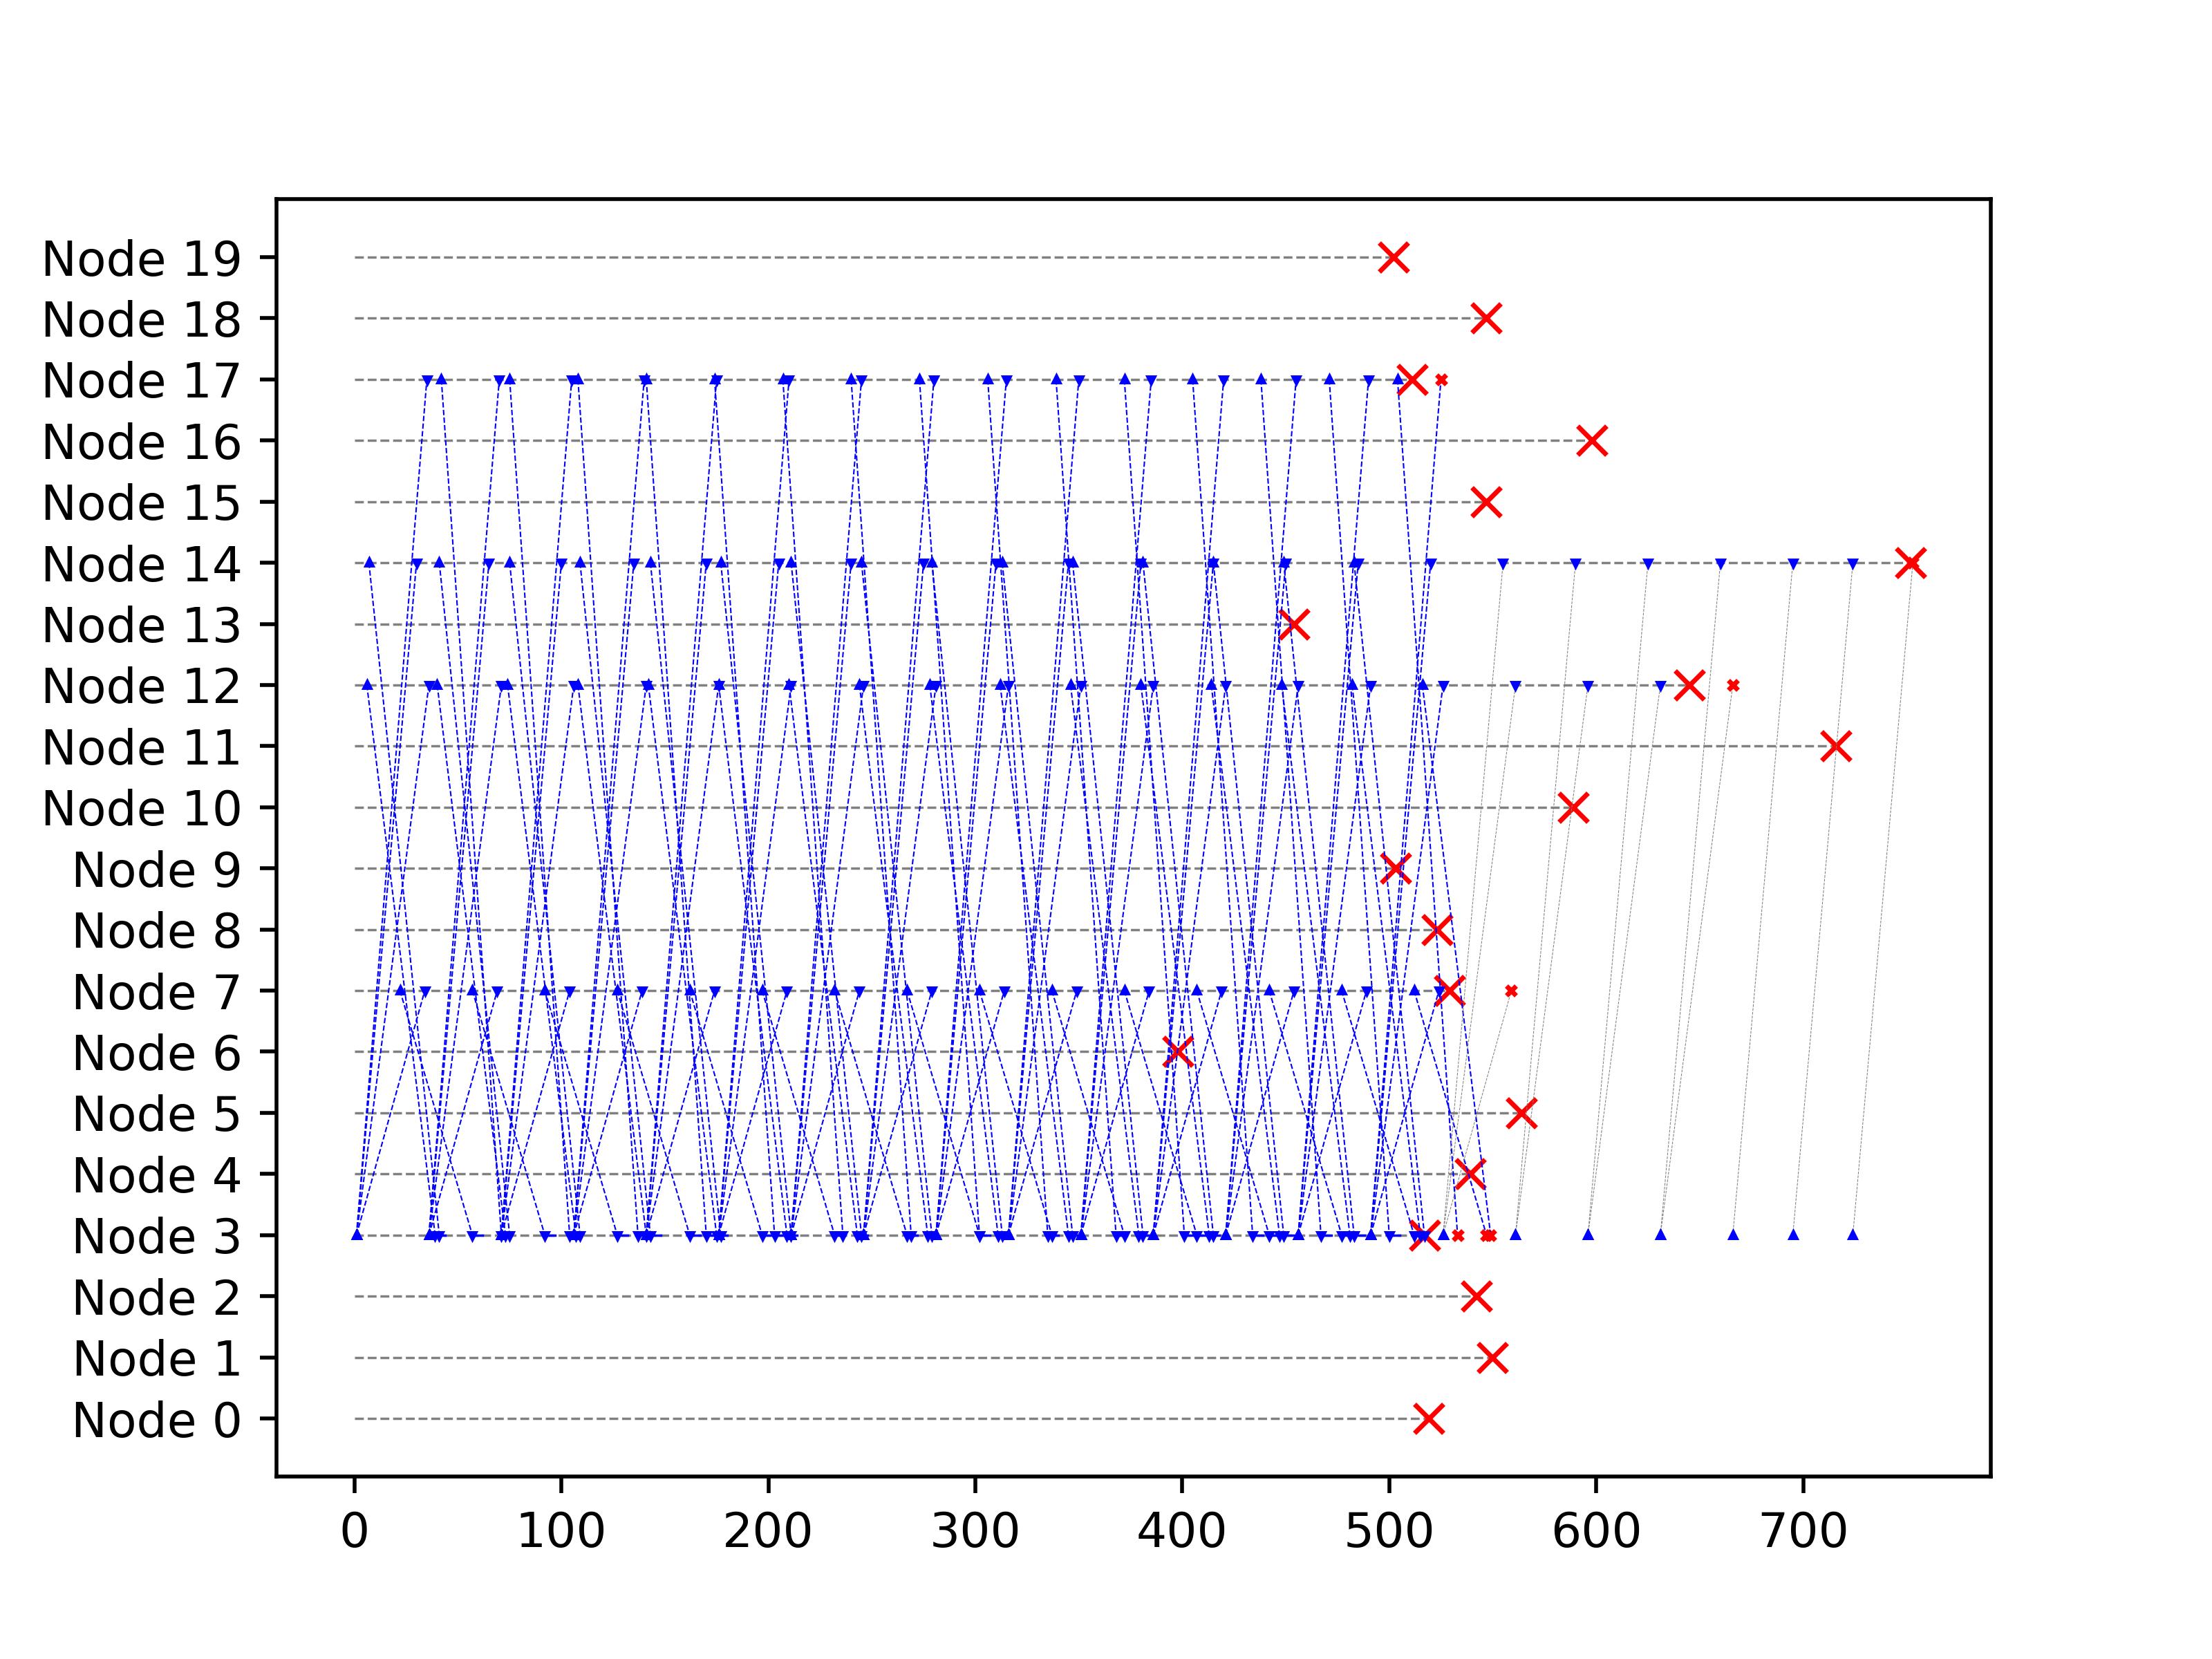 Node 19
Node 18
Node 17
Node 16
Node 15
Node 14
Node 13
Node 12
Node 11
Node 10
Node 9
Node 8
Node 7
Node 6
Node 5
Node 4
Node 3
Node 2
Node 1
Node 0
0 100 200 300 400 500 600 700